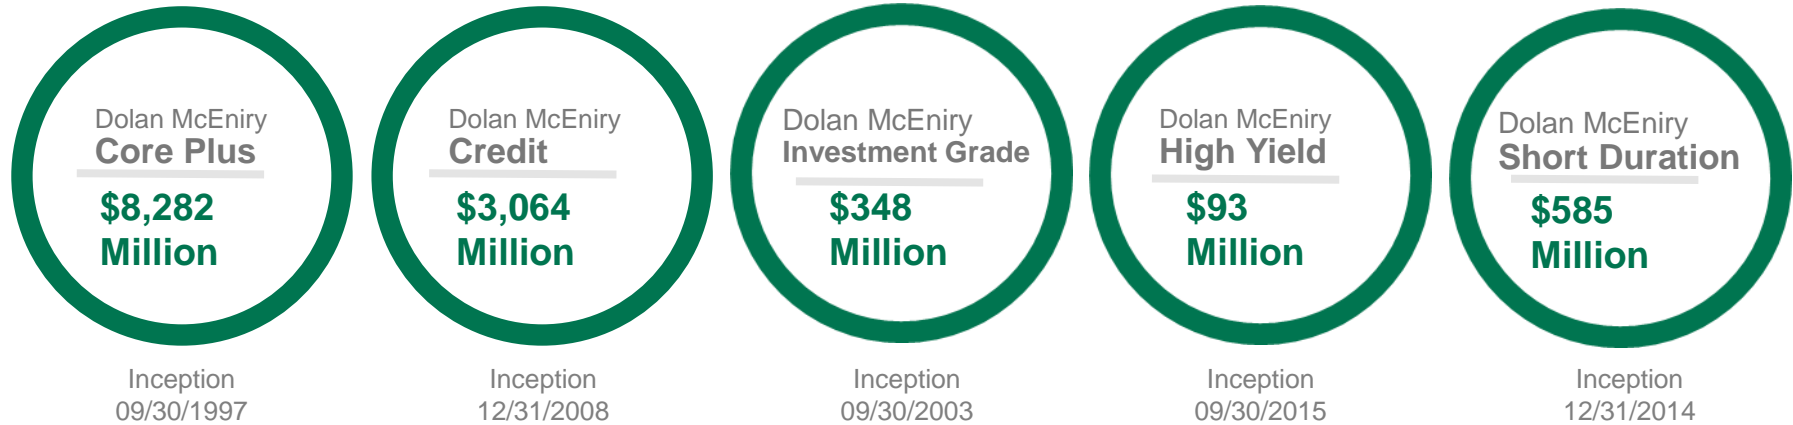 Dolan McEniry
Core Plus
$8,282
Million
Inception
09/30/1997
Dolan McEniry
Credit
$3,064
Million
Inception
12/31/2008
Dolan McEniry
Investment Grade
$348
Million
Inception
09/30/2003
Dolan McEniry
High Yield
$93
Million
Inception
09/30/2015
Dolan McEniry
Short Duration
$585
Million
Inception
12/31/2014